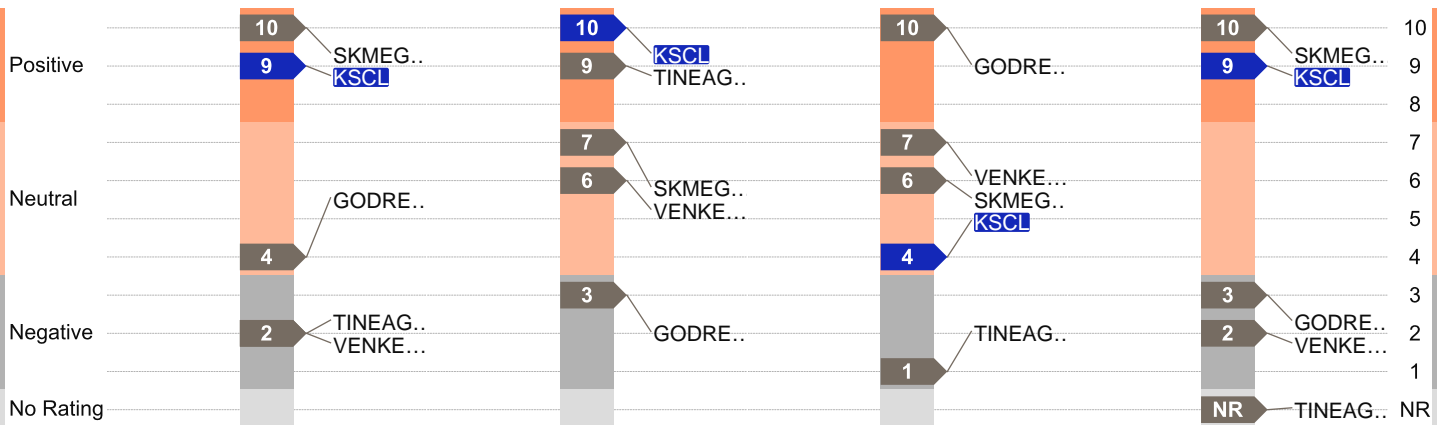 10 10 10 10 10
SKMEG.. KSCL SKMEG..
Positive 9 KSCL 9 TINEAG.. GODRE.. 9 KSCL 9
8
7 7 7
Neutral GODRE.. 6 SKMEG.. 6 VENKE... 6
VENKE... SKMEG..
KSCL 5
4 4 4
3 3 3
Negative 2 TINEAG.. GODRE.. TINEAG.. 2 GODRE.. 2
VENKE... VENKE...
1 1
No Rating NR TINEAG.. NR